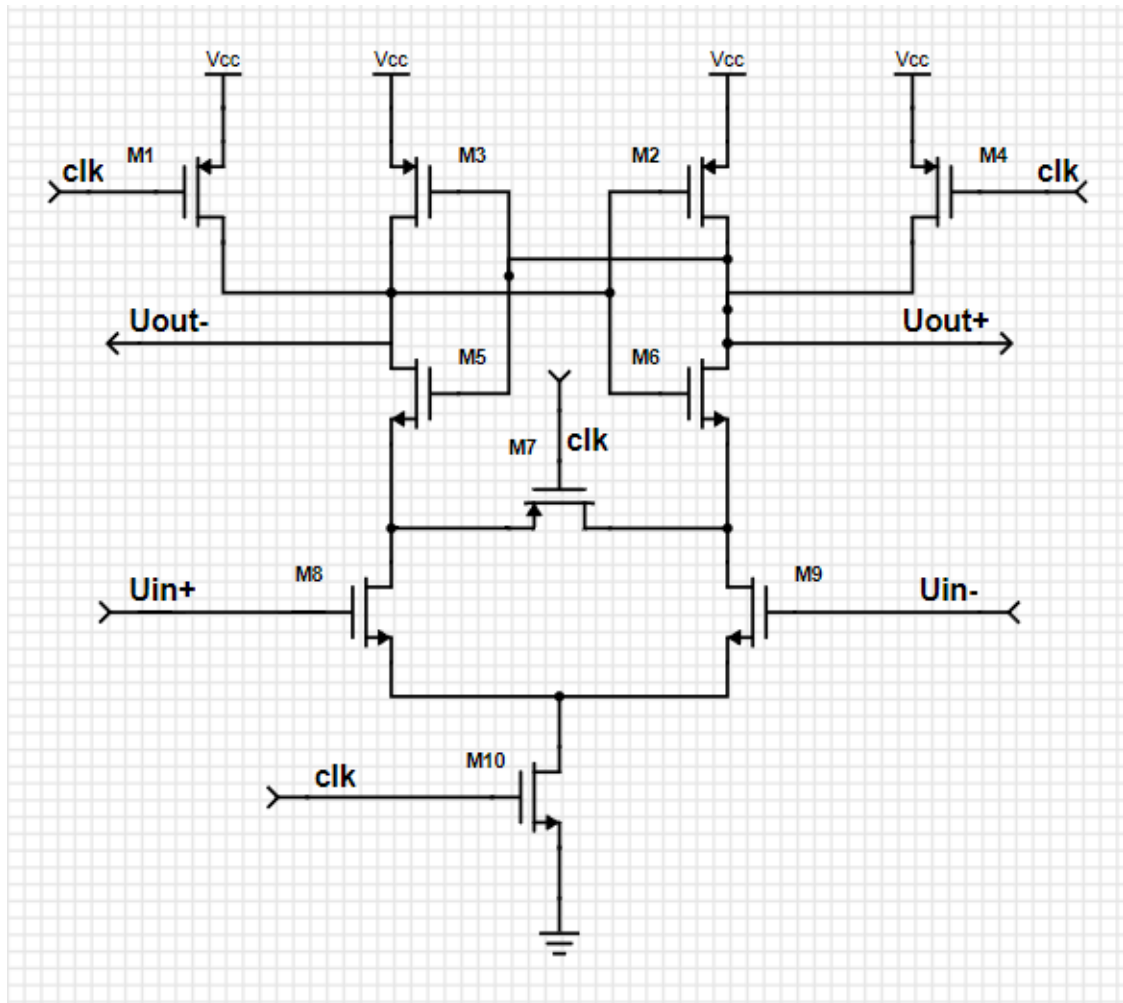 Vcc
Vcc
Vcc
Vcc
M1
M3
M2
M4
clk
clk
Uout-
Uout+
M5
M6
M7
clk
M8
M9
Uin+
Uin-
M10
clk